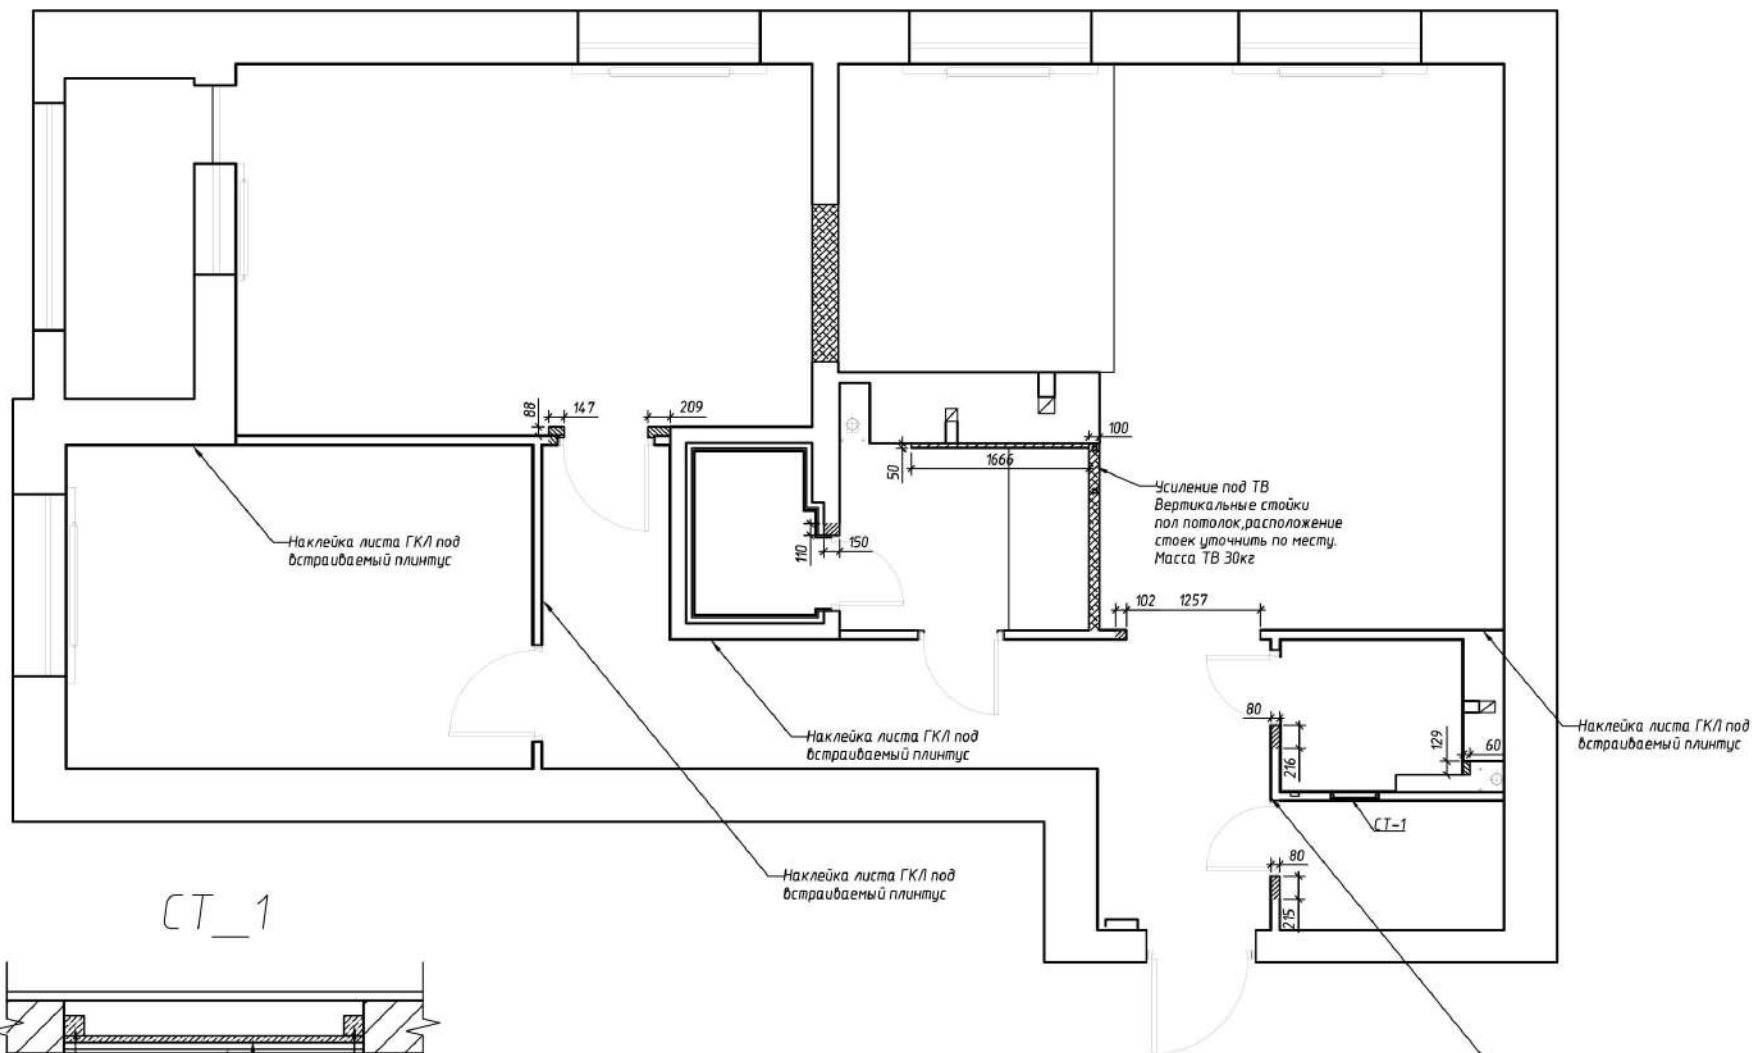 88
147
209
100
1666
50
Усиление под ТВ
Вертикальные стойки
пол потолок,расположение
стоек уточнить по месту.
Масса ТВ 30кг
Наклейка листа ГКЛ под
встраиваемый плинтус
110
150
102
1257
80
216
129
60
Наклейка листа ГКЛ под
встраиваемый плинтус
Наклейка листа ГКЛ под
встраиваемый плинтус
СТ-1
80
215
Наклейка листа ГКЛ под
встраиваемый плинтус
СТ_1